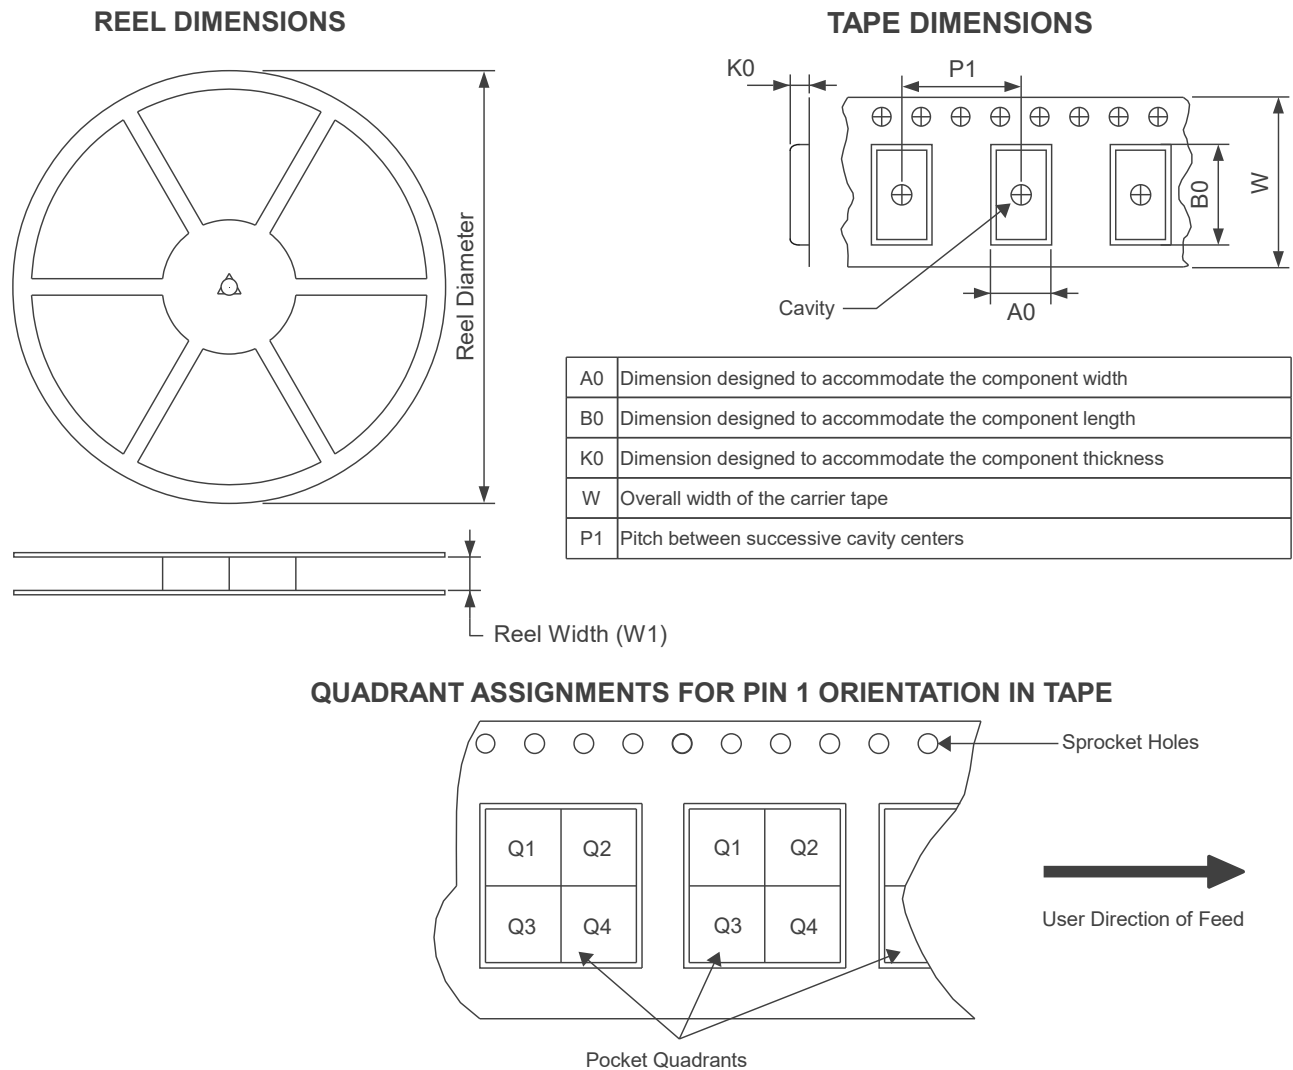 REEL DIMENSIONS
TAPE DIMENSIONS
K0
P1
B0
W
A0
Cavity
Reel Diameter
A0 Dimension designed to accommodate the component width
B0 Dimension designed to accommodate the component length
K0 Dimension designed to accommodate the component thickness
W Overall width of the carrier tape
P1 Pitch between successive cavity centers
Reel Width (W1)
QUADRANT ASSIGNMENTS FOR PIN 1 ORIENTATION IN TAPE
Sprocket Holes
Q1 Q2 Q1 Q2
Q3 Q4 Q3 Q4
User Direction of Feed
Pocket Quadrants